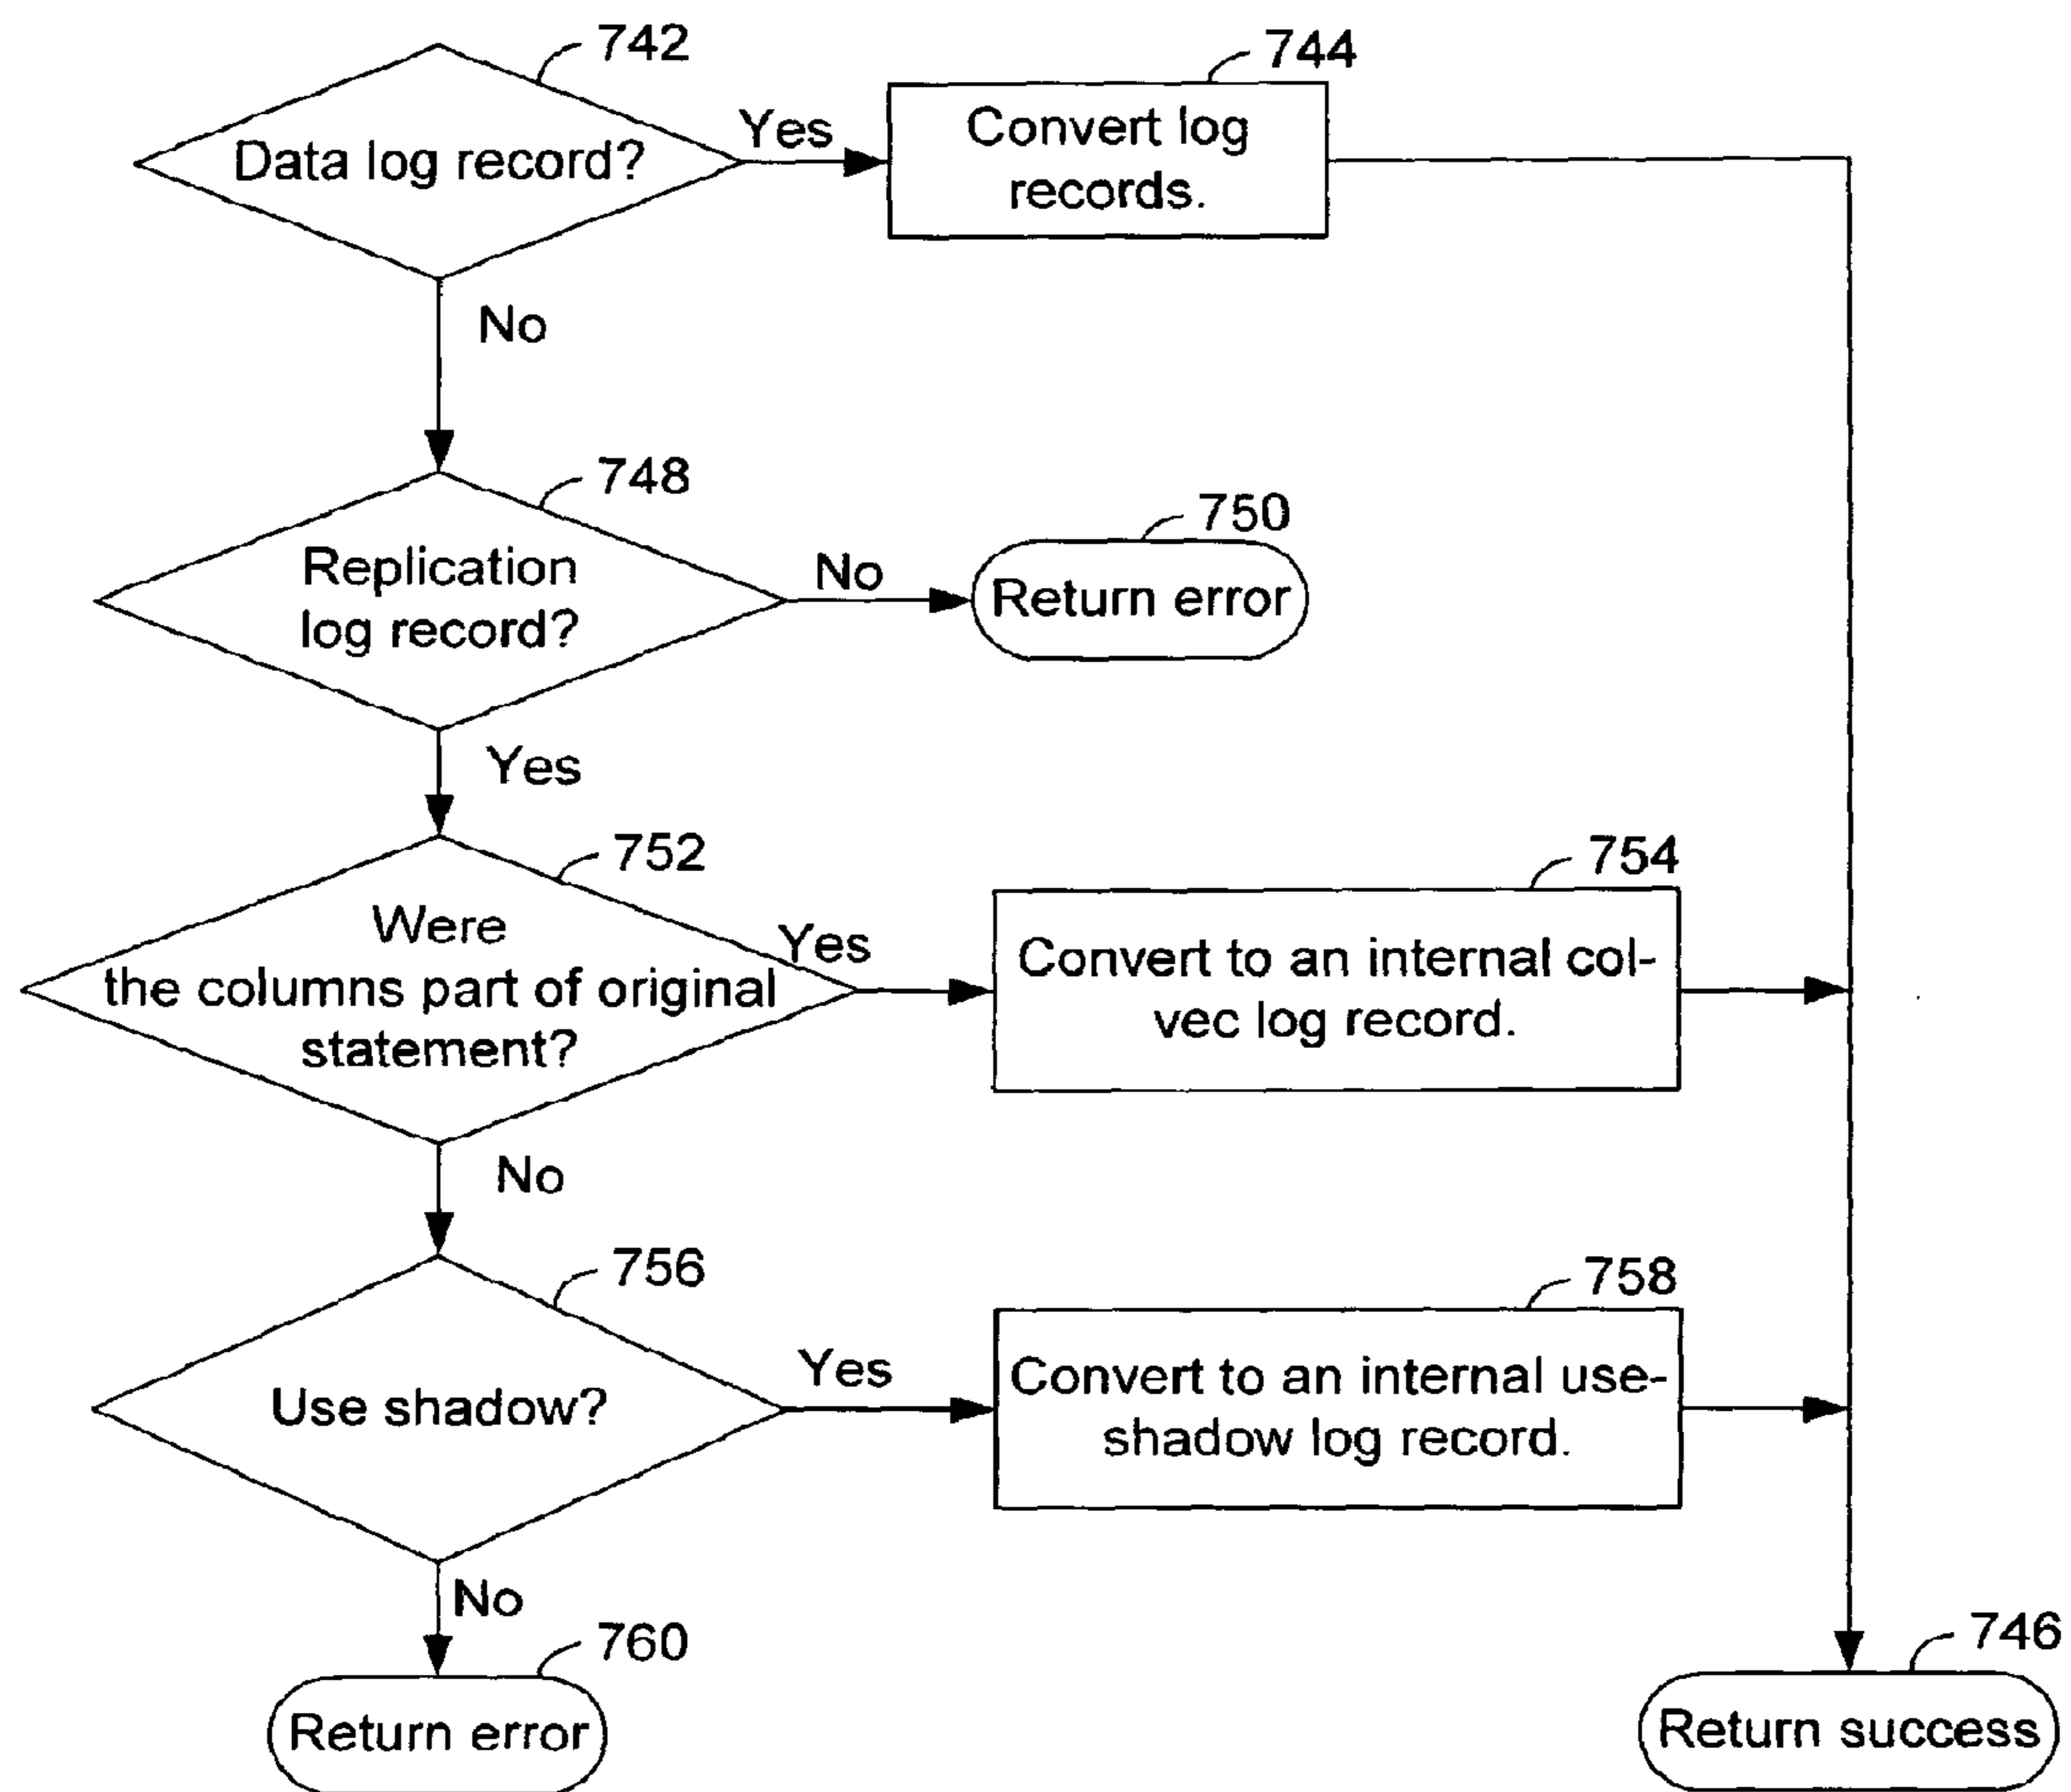 742
744
Data log record?
Yes
Convert log
records.
No
748
750
Replication
log record?
No
Return error
Yes
752
754
Were
the columns part of original
statement?
Yes
Convert to an internal col-
vec log record.
No
756
758
Use shadow?
Yes
Convert to an internal use-
shadow log record.
No
760
746
Return error
Return success